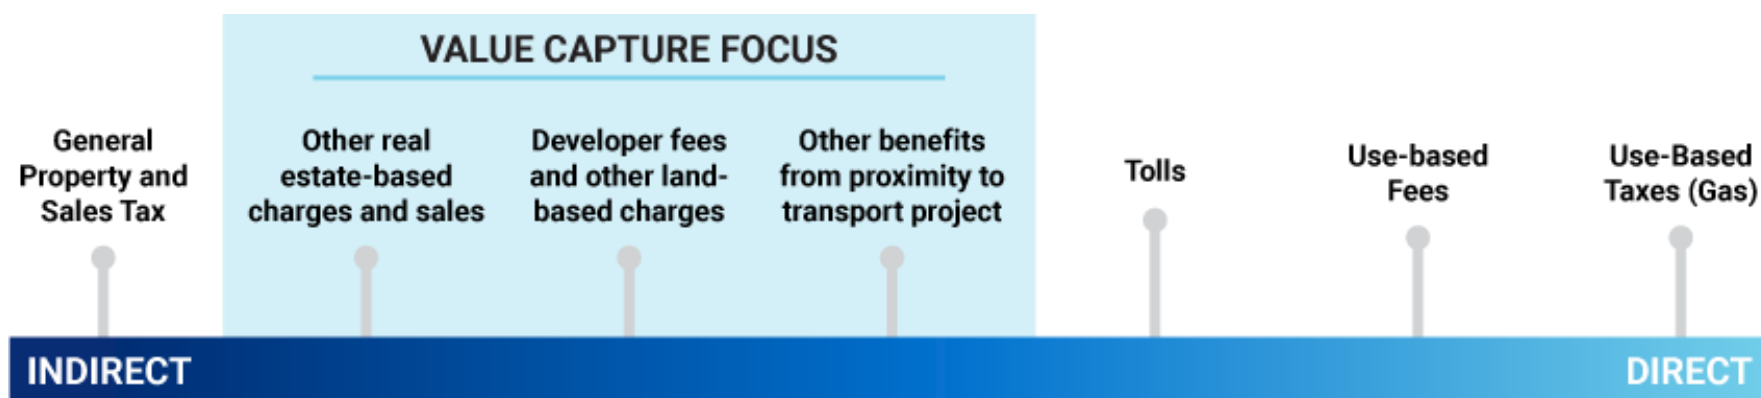 VALUE CAPTURE FOCUS
General
Property and
Sales Tax
Other real
estate-based
charges and sales
Developer fees
and other land-
based charges
Other benefits
from proximity to
transport project
Tolls
Use-based
Fees
Use-Based
Taxes (Gas)
INDIRECT
DIRECT